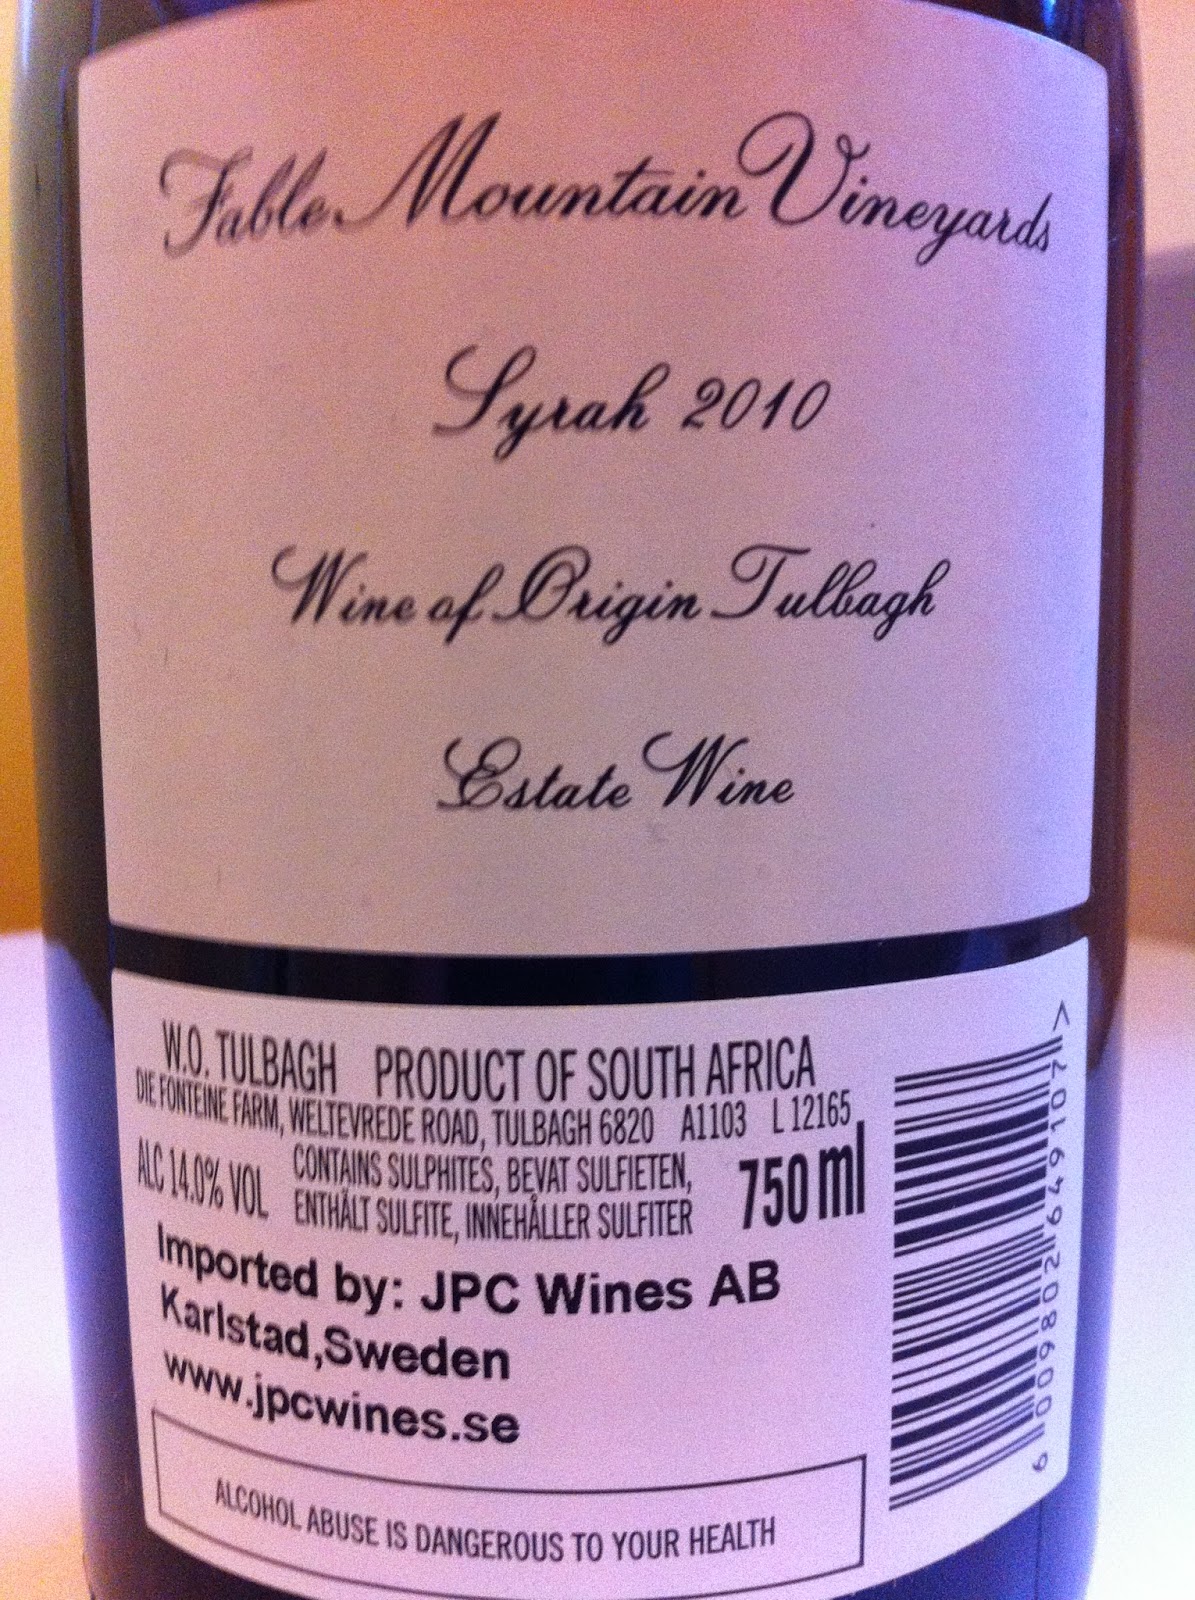 Fable Mountain Vineyards
Syrah 2010
Wine of Origin Tulbagh
Estate Wine
W.O. TULBAGH PRODUCT OF SOUTH AFRICA
DIE FONTEINE FARM, WELTEVREDE ROAD, TULBAGH 6820 A1103 L 12165
ALC 14.0% VOL CONTAINS SULPHITES, BEVAT SULFIETEN, 750 ml
ENTHÄLT SULFITE, INNEHÅLLER SULFITER
Imported by: JPC Wines AB
Karlstad,Sweden
www.jpcwines.se
ALCOHOL ABUSE IS DANGEROUS TO YOUR HEALTH
6 009802 649107 >